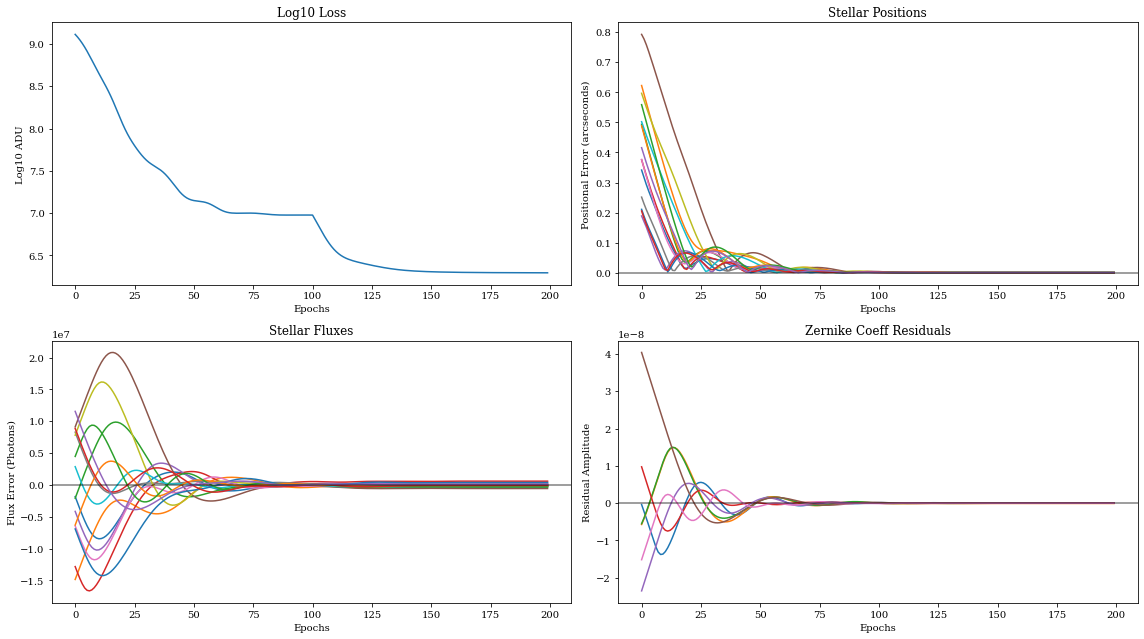 Log10 Loss
Log10 ADU
9.0
8.5
8.0
7.5
7.0
6.5
0 25 50 75 100 125 150 175 200
Epochs
Stellar Positions
Positional Error (arcseconds)
0.8
0.7
0.6
0.5
0.4
0.3
0.2
0.1
0.0
0 25 50 75 100 125 150 175 200
Epochs
Stellar Fluxes
1e7
Flux Error (Photons)
2.0
1.5
1.0
0.5
0.0
−0.5
−1.0
−1.5
0 25 50 75 100 125 150 175 200
Epochs
Zernike Coeff Residuals
1e−8
Residual Amplitude
4
3
2
1
0
−1
−2
0 25 50 75 100 125 150 175 200
Epochs